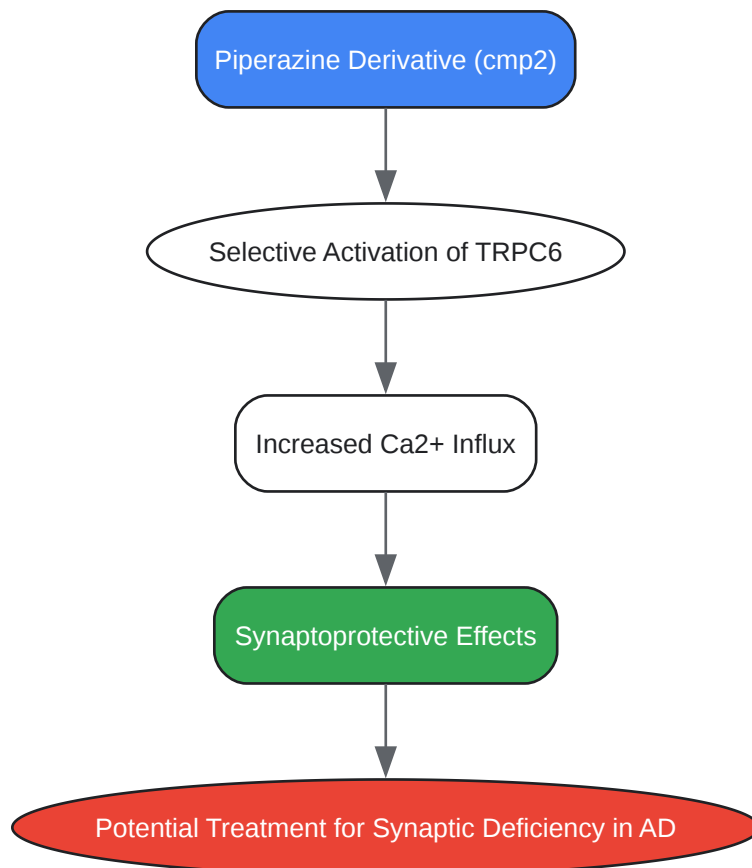 Piperazine Derivative (cmp2)
Selective Activation of TRPC6
Increased Ca2+ Influx
Synaptoprotective Effects
Potential Treatment for Synaptic Deficiency in AD